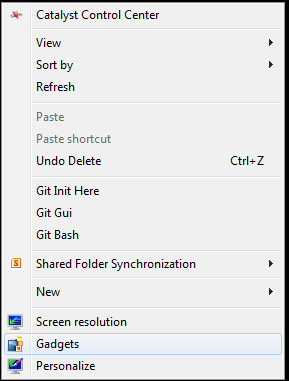 Catalyst Control Center
View
Sort by
Refresh
Paste
Paste shortcut
Undo Delete Ctrl+Z
Git Init Here
Git Gui
Git Bash
Shared Folder Synchronization
New
Screen resolution
Gadgets
Personalize